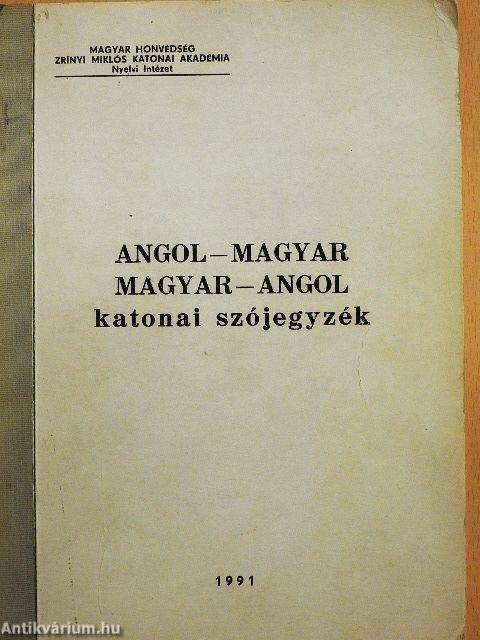 MAGYAR HONVÉDSÉG
ZRÍNYI MIKLÓS KATONAI AKADÉMIA
Nyelvi Intézet
ANGOL—MAGYAR
MAGYAR—ANGOL
katonai szójegyzék
1991
Antikvárium.hu